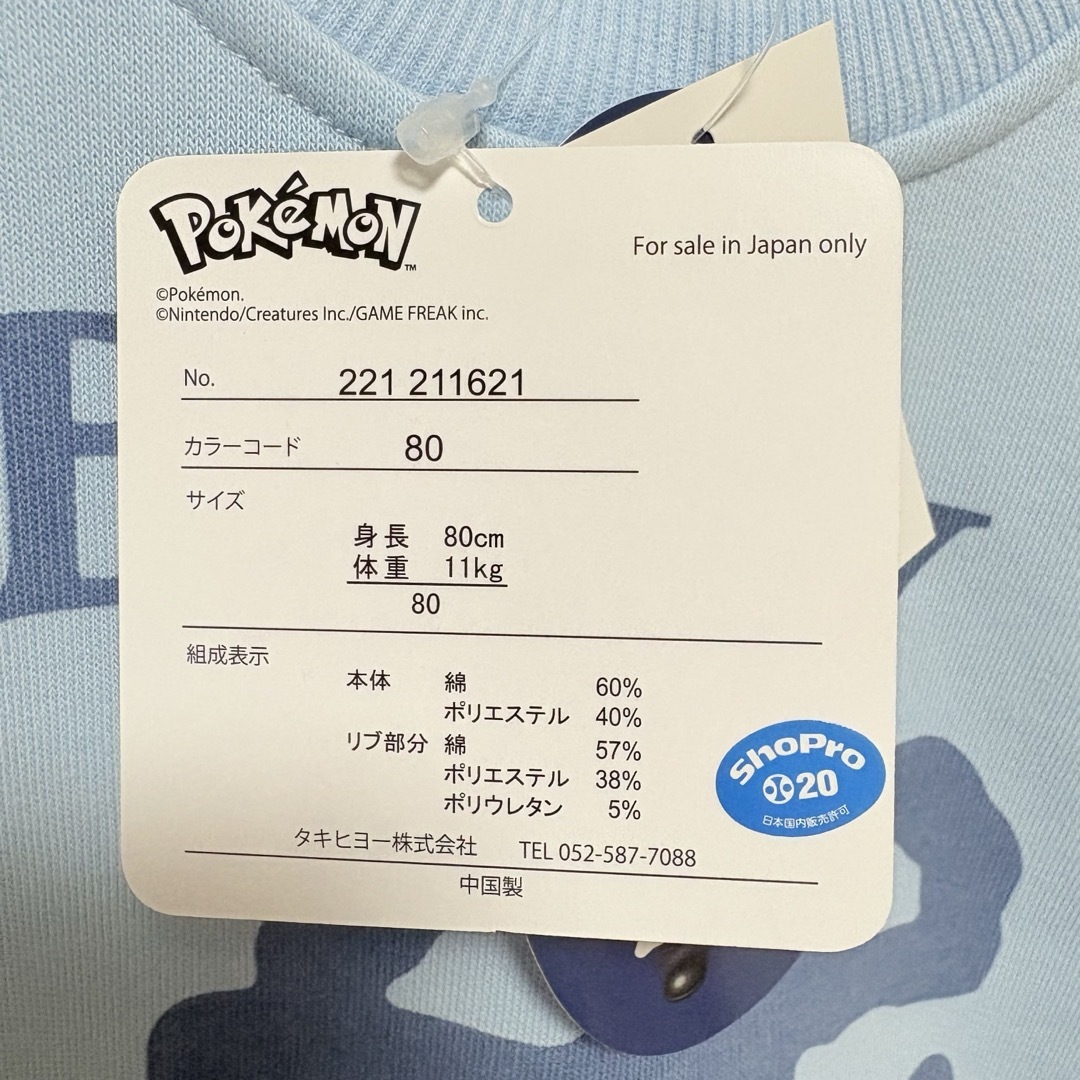 POKéMON™
For sale in Japan only
©Pokémon.
©Nintendo/Creatures Inc./GAME FREAK inc.
No. 221 211621
カラーコード 80
サイズ
身長 80cm
体重 11kg
80
組成表示
本体 綿 60%
ポリエステル 40%
リブ部分 綿 57%
ポリエステル 38%
ポリウレタン 5%
ShoPro
20
日本国内販売許可
タキヒヨー株式会社 TEL 052-587-7088
中国製